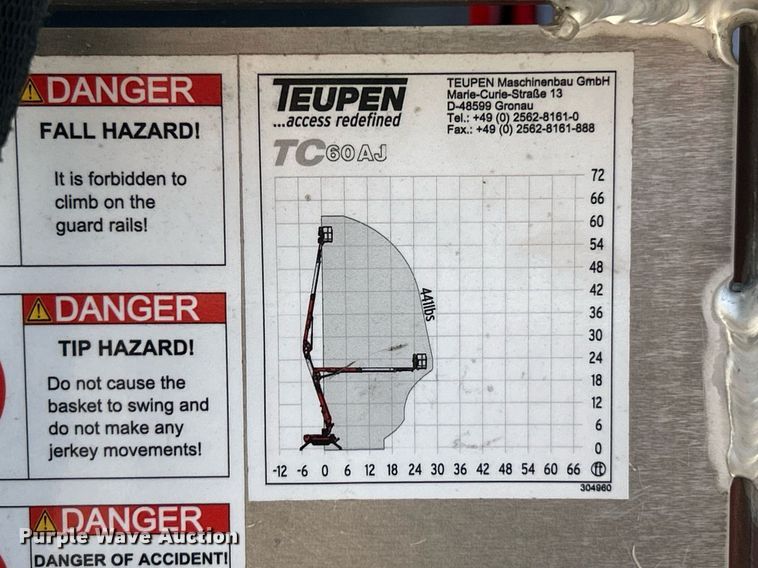 DANGER
FALL HAZARD!
It is forbidden to
climb on the
guard rails!
DANGER
TIP HAZARD!
Do not cause the
basket to swing and
do not make any
jerkey movements!
DANGER
DANGER OF ACCIDENT!
TEUPEN
...access redefined
TEUPEN Maschinenbau GmbH
Marie-Curie-Straße 13
D-48599 Gronau
Tel.: +49 (0) 2562-8161-0
Fax.: +49 (0) 2562-8161-888
TC60AJ
72
66
60
54
48
42
36
30
24
18
12
6
0
441lbs
-12 -6 0 6 12 18 24 30 36 42 48 54 60 66 ft
304960
Purple Wave Auction